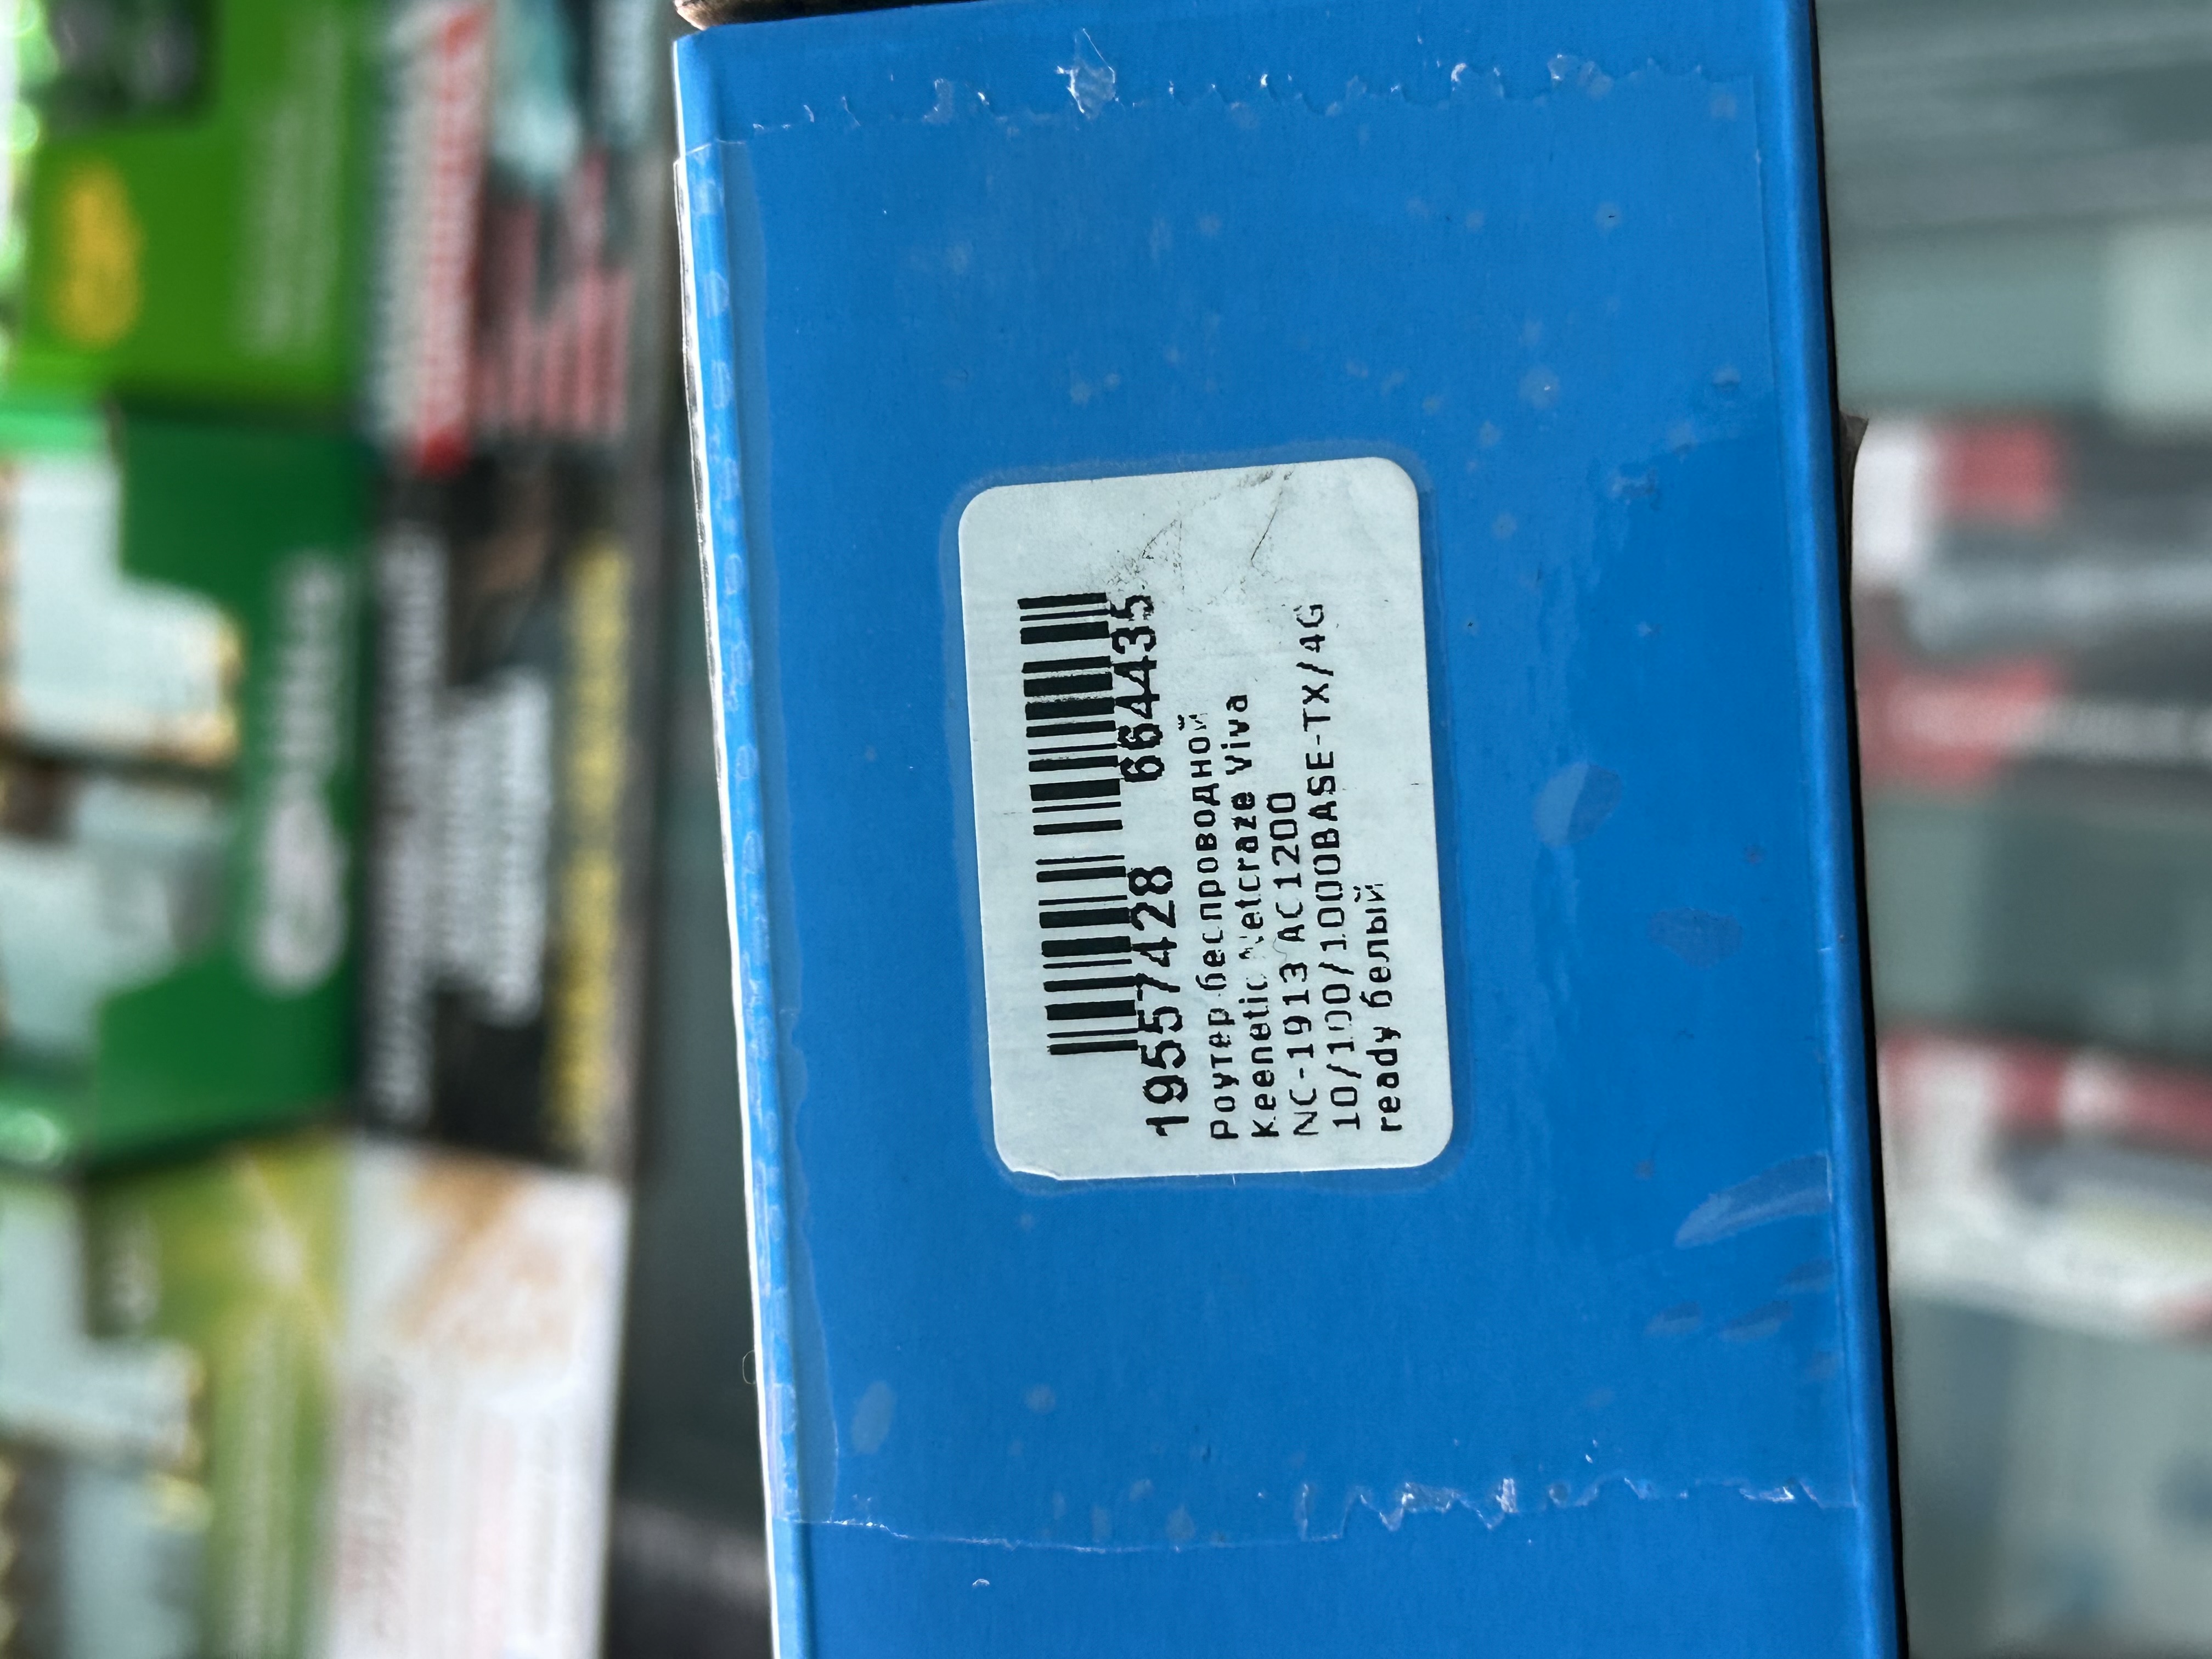 19557428 664435
Роутер беспроводной
Keenetic Netcraze Viva
NC-1913 AC1200
10/100/1000BASE-TX/4G
ready белый